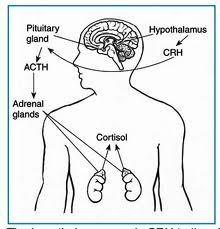 Pituitary
gland
Hypothalamus
CRH
ACTH
Adrenal
glands
Cortisol